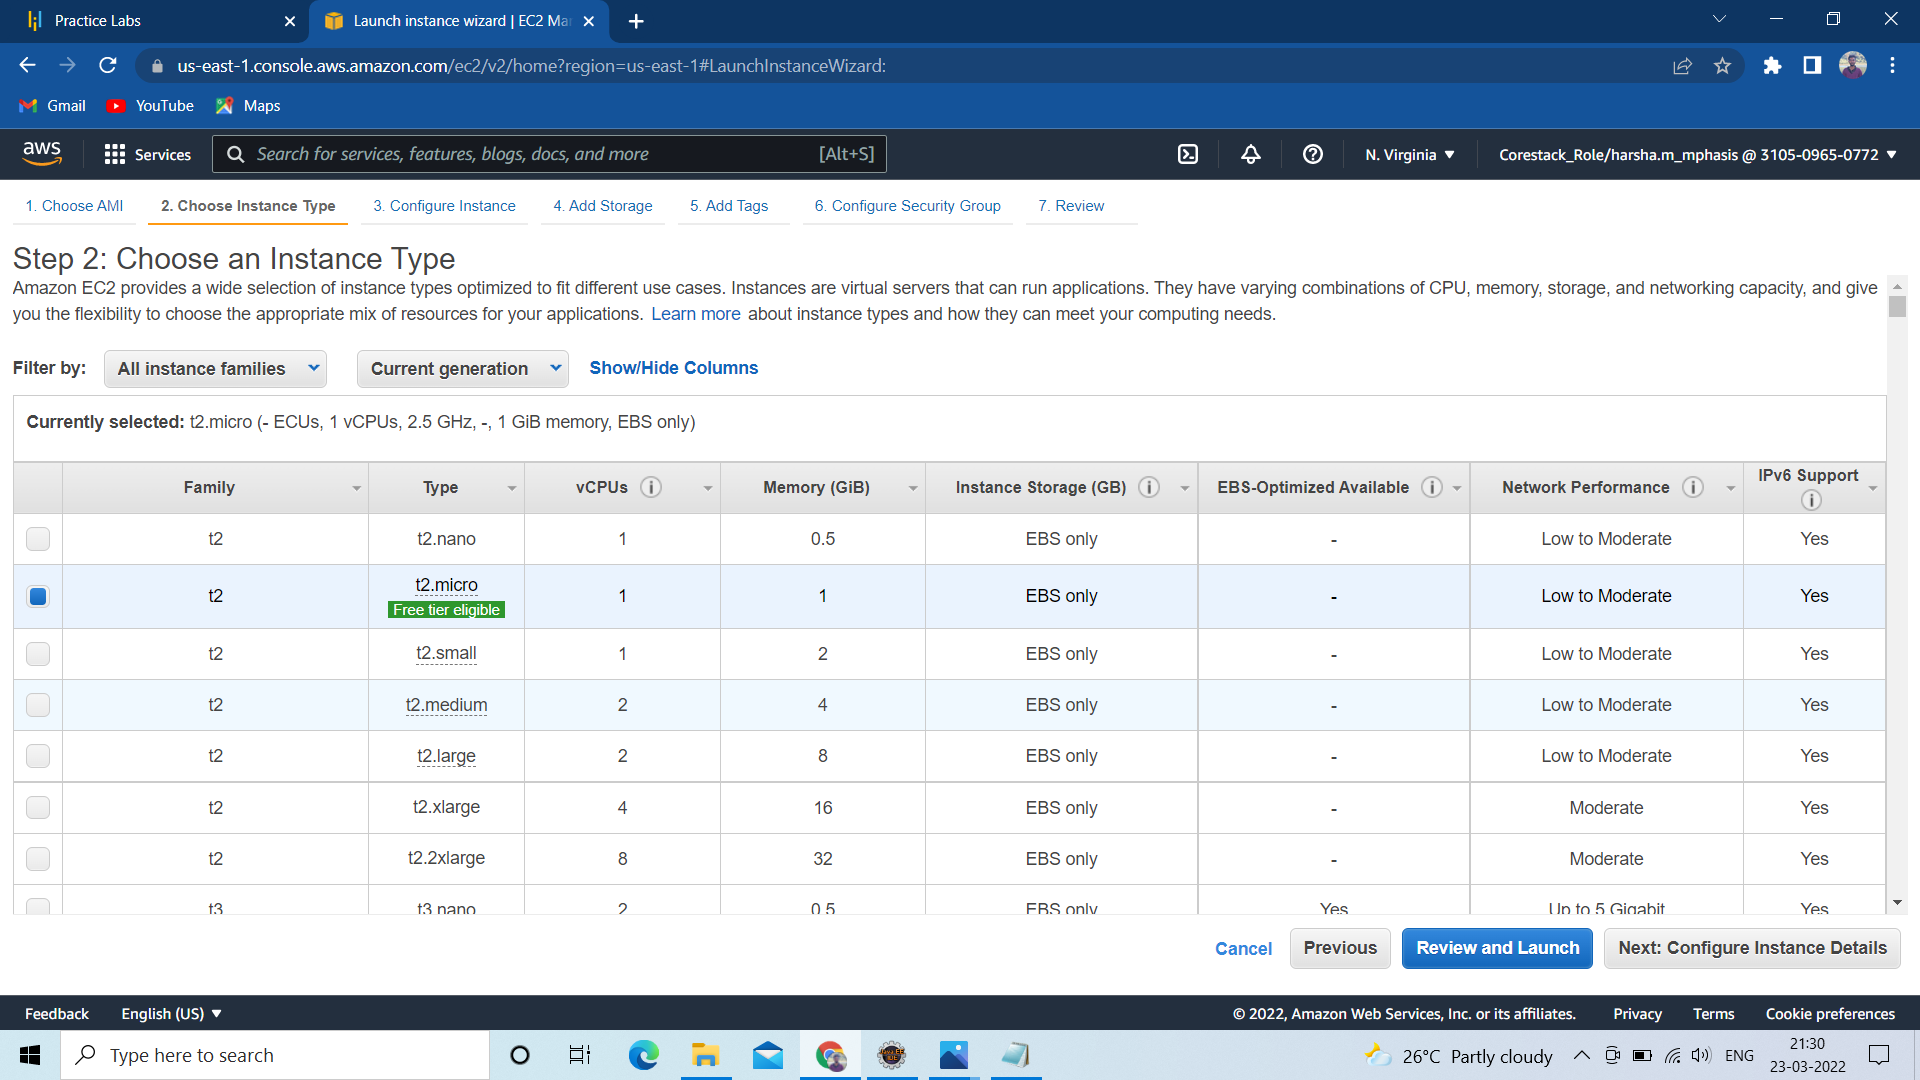 Practice Labs
Launch instance wizard | EC2 Ma
us-east-1.console.aws.amazon.com/ec2/v2/home?region=us-east-1#LaunchInstanceWizard:
Gmail YouTube Maps
aws Services Search for services, features, blogs, docs, and more [Alt+S] N. Virginia ▼ Corestack_Role/harsha.m_mphasis @ 3105-0965-0772 ▼
1. Choose AMI 2. Choose Instance Type 3. Configure Instance 4. Add Storage 5. Add Tags 6. Configure Security Group 7. Review
Step 2: Choose an Instance Type
Amazon EC2 provides a wide selection of instance types optimized to fit different use cases. Instances are virtual servers that can run applications. They have varying combinations of CPU, memory, storage, and networking capacity, and give
you the flexibility to choose the appropriate mix of resources for your applications. Learn more about instance types and how they can meet your computing needs.
Filter by: All instance families Current generation Show/Hide Columns
Currently selected: t2.micro (- ECUs, 1 vCPUs, 2.5 GHz, -, 1 GiB memory, EBS only)
Family Type vCPUs Memory (GiB) Instance Storage (GB) EBS-Optimized Available Network Performance IPv6 Support
t2 t2.nano 1 0.5 EBS only - Low to Moderate Yes
t2 t2.micro 1 1 EBS only - Low to Moderate Yes
Free tier eligible
t2 t2.small 1 2 EBS only - Low to Moderate Yes
t2 t2.medium 2 4 EBS only - Low to Moderate Yes
t2 t2.large 2 8 EBS only - Low to Moderate Yes
t2 t2.xlarge 4 16 EBS only - Moderate Yes
t2 t2.2xlarge 8 32 EBS only - Moderate Yes
t3 t3.nano 2 0.5 EBS only Yes Up to 5 Gigabit Yes
Cancel Previous Review and Launch Next: Configure Instance Details
Feedback English (US) ▼ © 2022, Amazon Web Services, Inc. or its affiliates. Privacy Terms Cookie preferences
Type here to search 26°C Partly cloudy ENG 21:30
23-03-2022